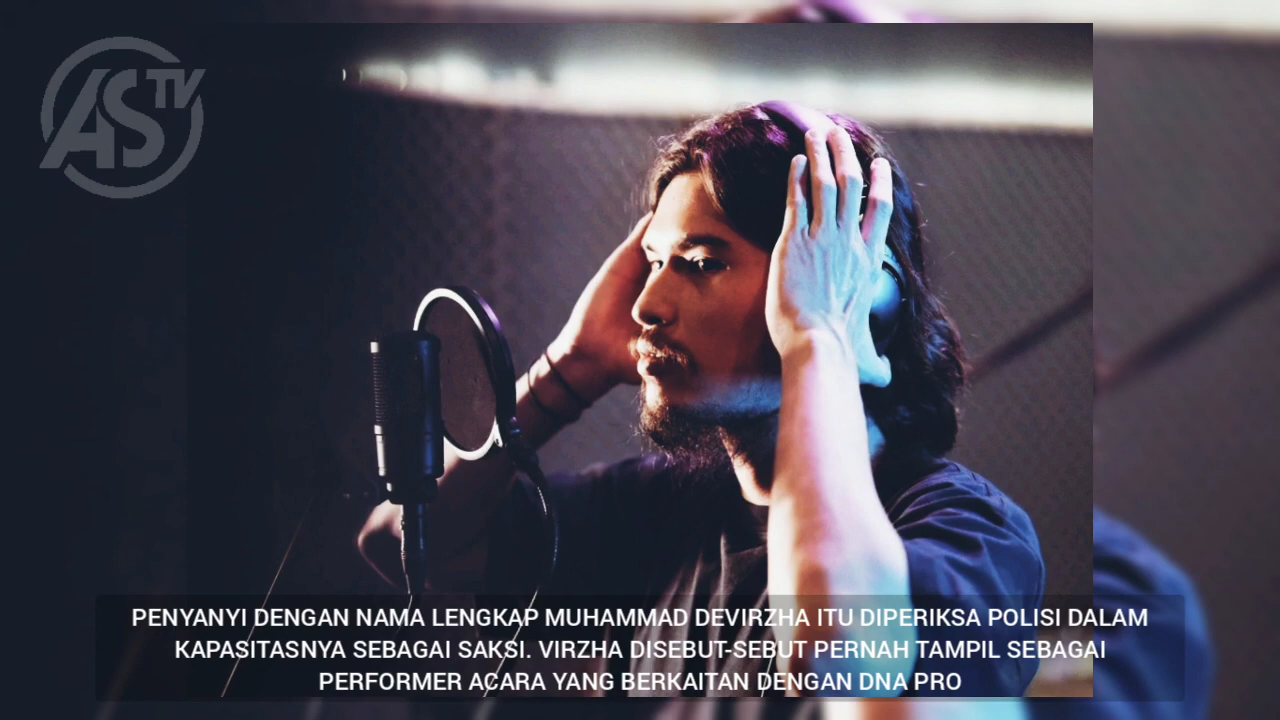 ASTV
PENYANYI DENGAN NAMA LENGKAP MUHAMMAD DEVIRZHA ITU DIPERIKSA POLISI DALAM
KAPASITASNYA SEBAGAI SAKSI. VIRZHA DISEBUT-SEBUT PERNAH TAMPIL SEBAGAI
PERFORMER ACARA YANG BERKAITAN DENGAN DNA PRO